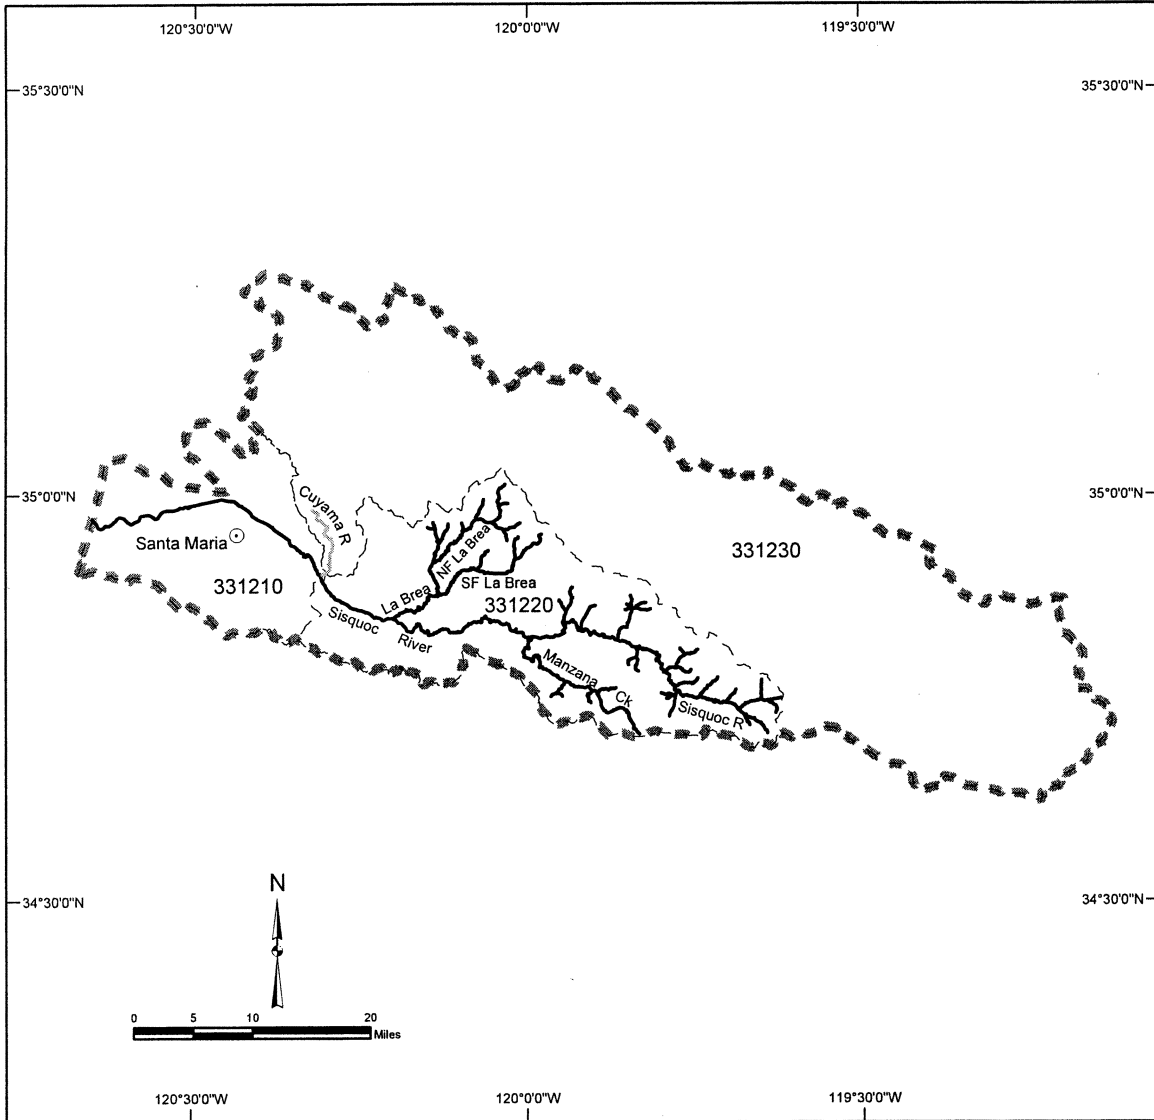 120°30'0"W
120°0'0"W
119°30'0"W
35°30'0"N
35°30'0"N
35°0'0"N
35°0'0"N
Cuyama R
Santa Maria
331230
NF La Brea
SF La Brea
331210
La Brea
331220
Sisquoc
River
Manzana
Ck
Sisquoc R
N
34°30'0"N
34°30'0"N
0 5 10 20
Miles
120°30'0"W
120°0'0"W
119°30'0"W